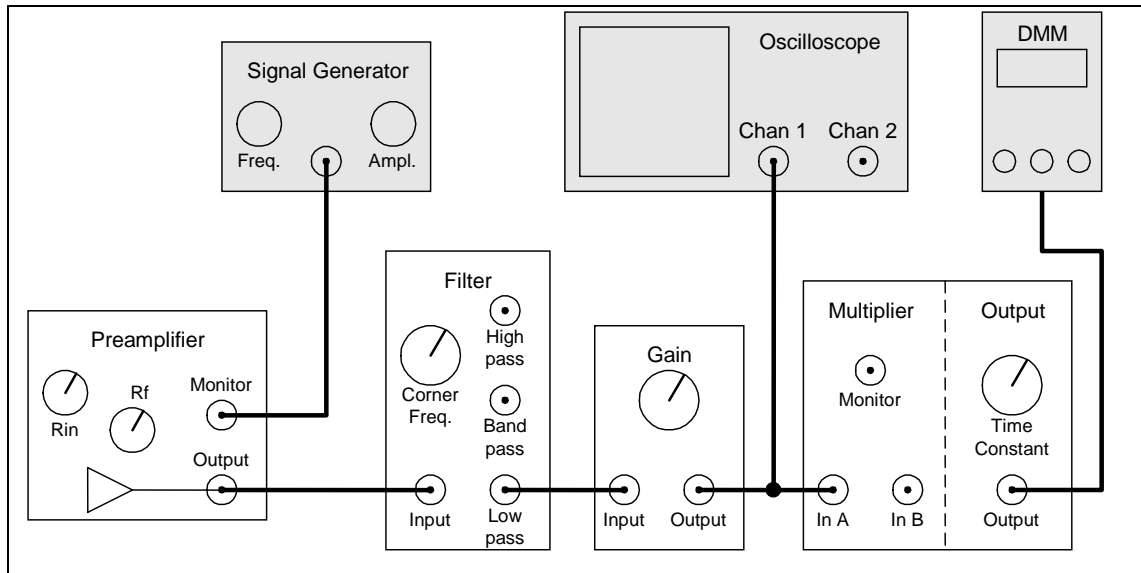 Signal Generator
Freq.
Ampl.
Oscilloscope
Chan 1
Chan 2
DMM
Preamplifier
Rin
Rf
Monitor
Output
Filter
Corner
Freq.
High
pass
Band
pass
Input
Low
pass
Gain
Input
Output
Multiplier
Monitor
In A
In B
Output
Time
Constant
Output